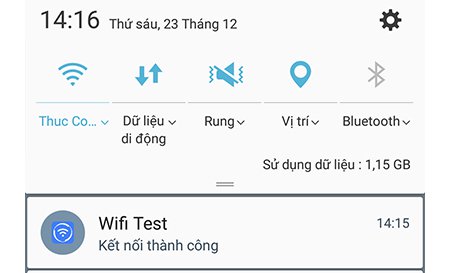 14:16 Thứ sáu, 23 Tháng 12
Thuc Co... Dữ liệu di động Rung Vị trí Bluetooth
Sử dụng dữ liệu : 1,15 GB
Wifi Test 14:15
Kết nối thành công